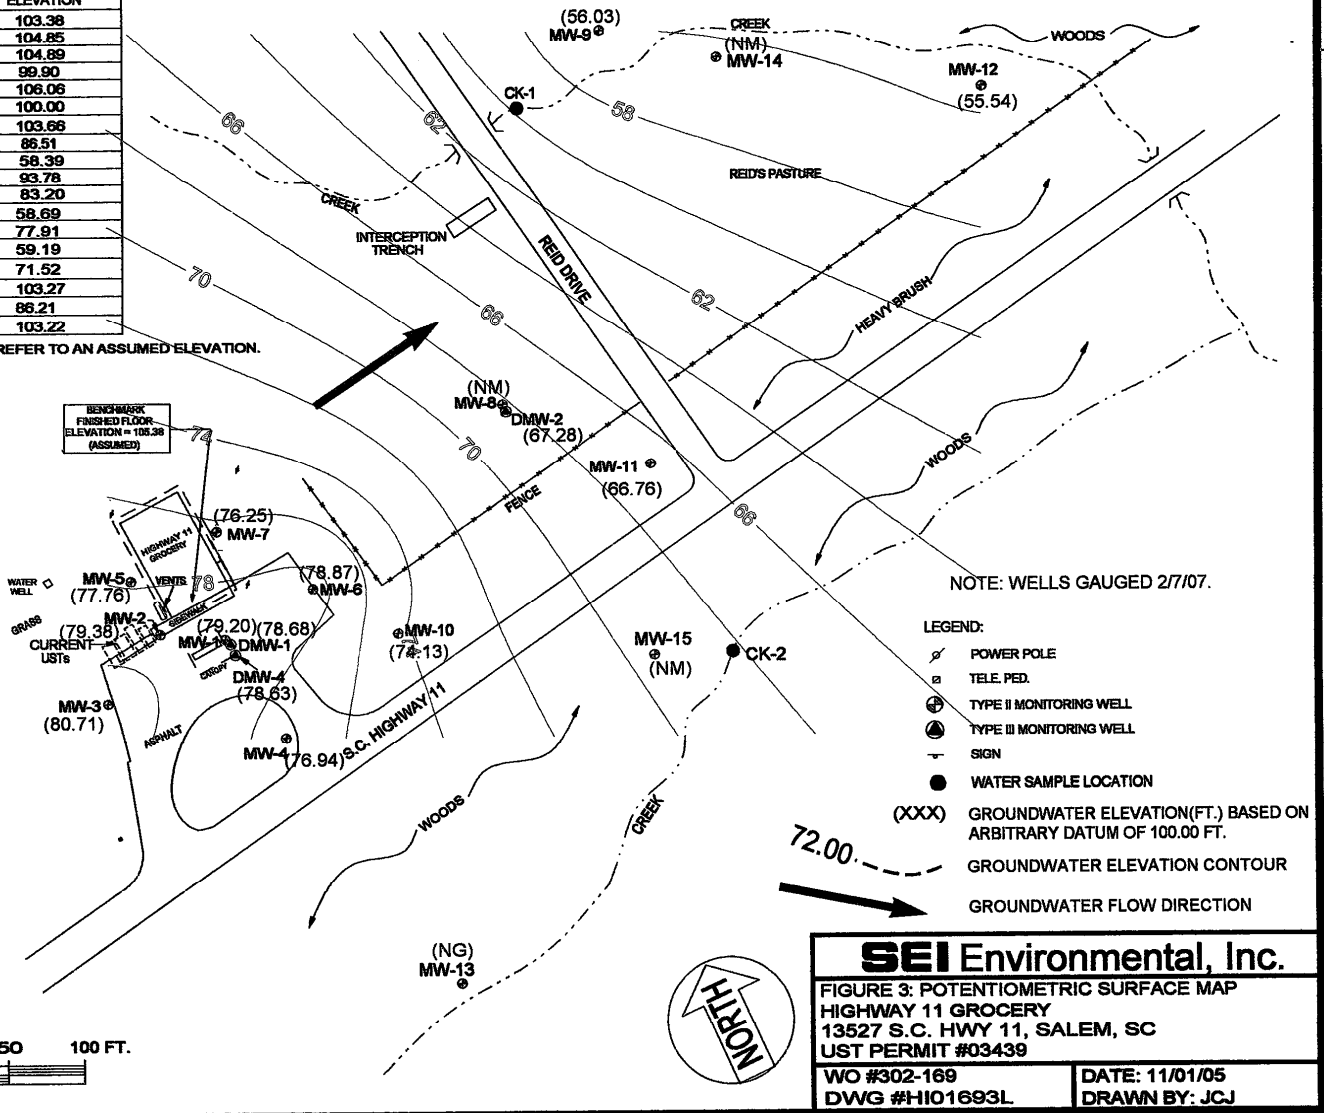 ELEVATION
103.38
104.85
104.89
99.90
106.06
100.00
103.66
86.51
58.39
93.78
83.20
58.69
77.91
59.19
71.52
103.27
86.21
103.22
REFER TO AN ASSUMED ELEVATION.
(56.03)
MW-9
CREEK
(NM)
MW-14
WOODS
MW-12
(55.54)
CK-1
66
62
58
REID'S PASTURE
CREEK
INTERCEPTION
TRENCH
REID DRIVE
70
66
62
HEAVY BRUSH
BENCHMARK
FINISHED FLOOR
ELEVATION = 105.38
(ASSUMED)
74
(NM)
MW-8
DMW-2
(67.28)
70
MW-11
(66.76)
FENCE
WOODS
66
(76.25)
MW-7
HIGHWAY 11
GROCERY
WATER
WELL
MW-5
(77.76)
VENTS
78
(78.87)
MW-6
GRASS
MW-2
(79.38)
SIDEWALK
CURRENT
USTs
(79.20)
(78.68)
MW-1
DMW-1
CANOPY
DMW-4
(78.63)
MW-10
(74.13)
74
MW-15
(NM)
CK-2
MW-3
(80.71)
ASPHALT
MW-4
(76.94)
S.C. HIGHWAY 11
WOODS
CREEK
(NG)
MW-13
NOTE: WELLS GAUGED 2/7/07.
LEGEND:
POWER POLE
TELE. PED.
TYPE II MONITORING WELL
TYPE III MONITORING WELL
SIGN
WATER SAMPLE LOCATION
(XXX) GROUNDWATER ELEVATION(FT.) BASED ON
ARBITRARY DATUM OF 100.00 FT.
72.00 GROUNDWATER ELEVATION CONTOUR
GROUNDWATER FLOW DIRECTION
NORTH
50 100 FT.
SEI Environmental, Inc.
FIGURE 3: POTENTIOMETRIC SURFACE MAP
HIGHWAY 11 GROCERY
13527 S.C. HWY 11, SALEM, SC
UST PERMIT #03439
WO #302-169
DWG #HI01693L
DATE: 11/01/05
DRAWN BY: JCJ